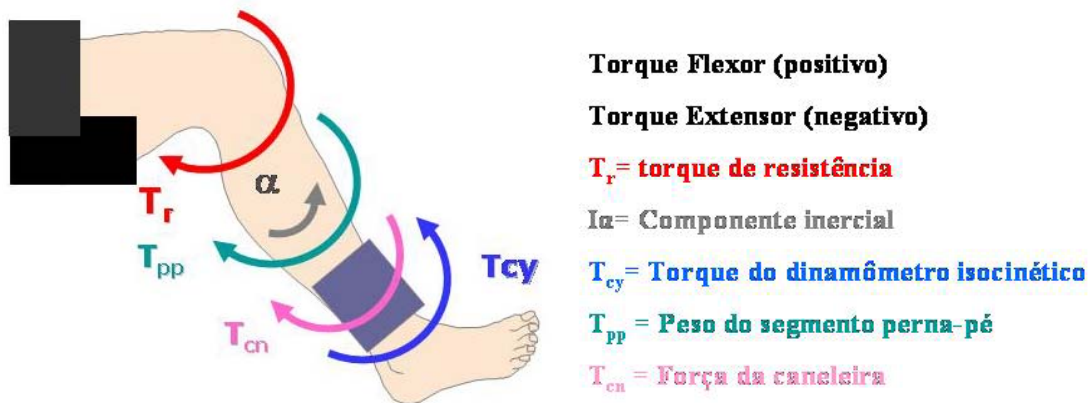 Torque Flexor (positivo)
Torque Extensor (negativo)
Tr= torque de resistência
Iα= Componente inercial
Tcy= Torque do dinamômetro isocinético
Tpp = Peso do segmento perna-pé
Tcn = Força da caneleira
α
Tr
Tpp
Tcy
Tcn